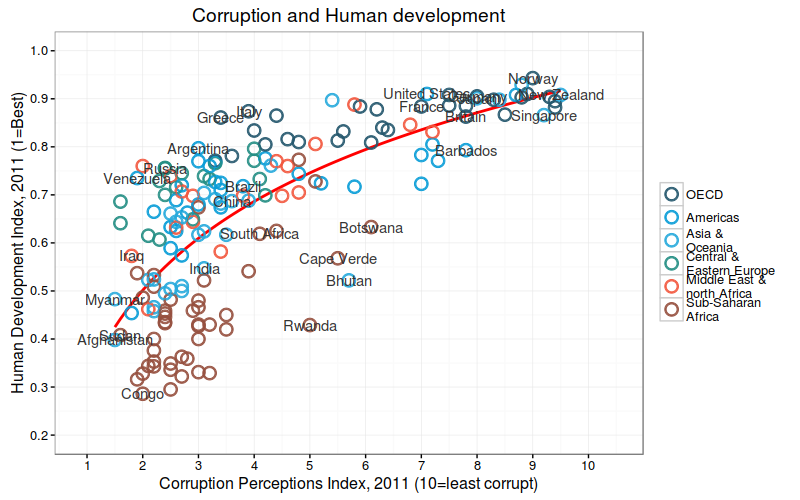 Corruption and Human development
Human Development Index, 2011 (1=Best)
1.0
0.9
0.8
0.7
0.6
0.5
0.4
0.3
0.2
Norway
United States
New Zealand
France
Italy
Greece
Britain
Singapore
Argentina
Barbados
Russia
Venezuela
Brazil
China
South Africa
Botswana
Iraq
Cape Verde
India
Bhutan
Myanmar
Rwanda
Sudan
Afghanistan
Congo
1 2 3 4 5 6 7 8 9 10
Corruption Perceptions Index, 2011 (10=least corrupt)
OECD
Americas
Asia &
Oceania
Central &
Eastern Europe
Middle East &
north Africa
Sub-Saharan
Africa